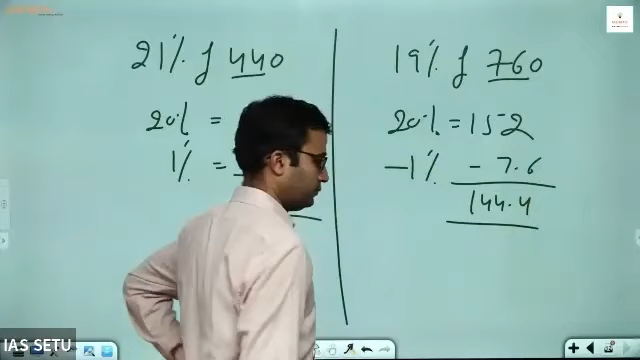 21% of 440
20% =
1% =
19% of 760
20% = 152
-1% - 7.6
144.4
IAS SETU